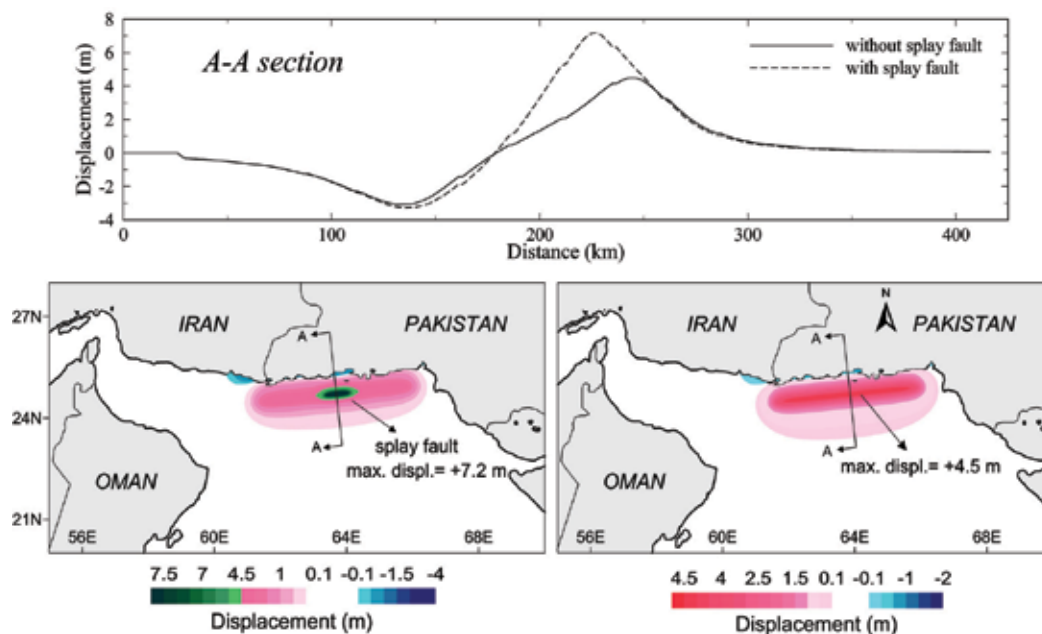 A-A section
without splay fault
with splay fault
8
6
4
2
0
-2
-4
Displacement (m)
0 100 200 300 400
Distance (km)
27N
24N
21N
IRAN
PAKISTAN
A
A
splay fault
max. displ.= +7.2 m
OMAN
56E 60E 64E 68E
7.5 7 4.5 1 0.1 -0.1 -1.5 -4
Displacement (m)
N
IRAN
PAKISTAN
A
A
max. displ.= +4.5 m
OMAN
56E 60E 64E 68E
4.5 4 2.5 1.5 0.1 -0.1 -1 -2
Displacement (m)